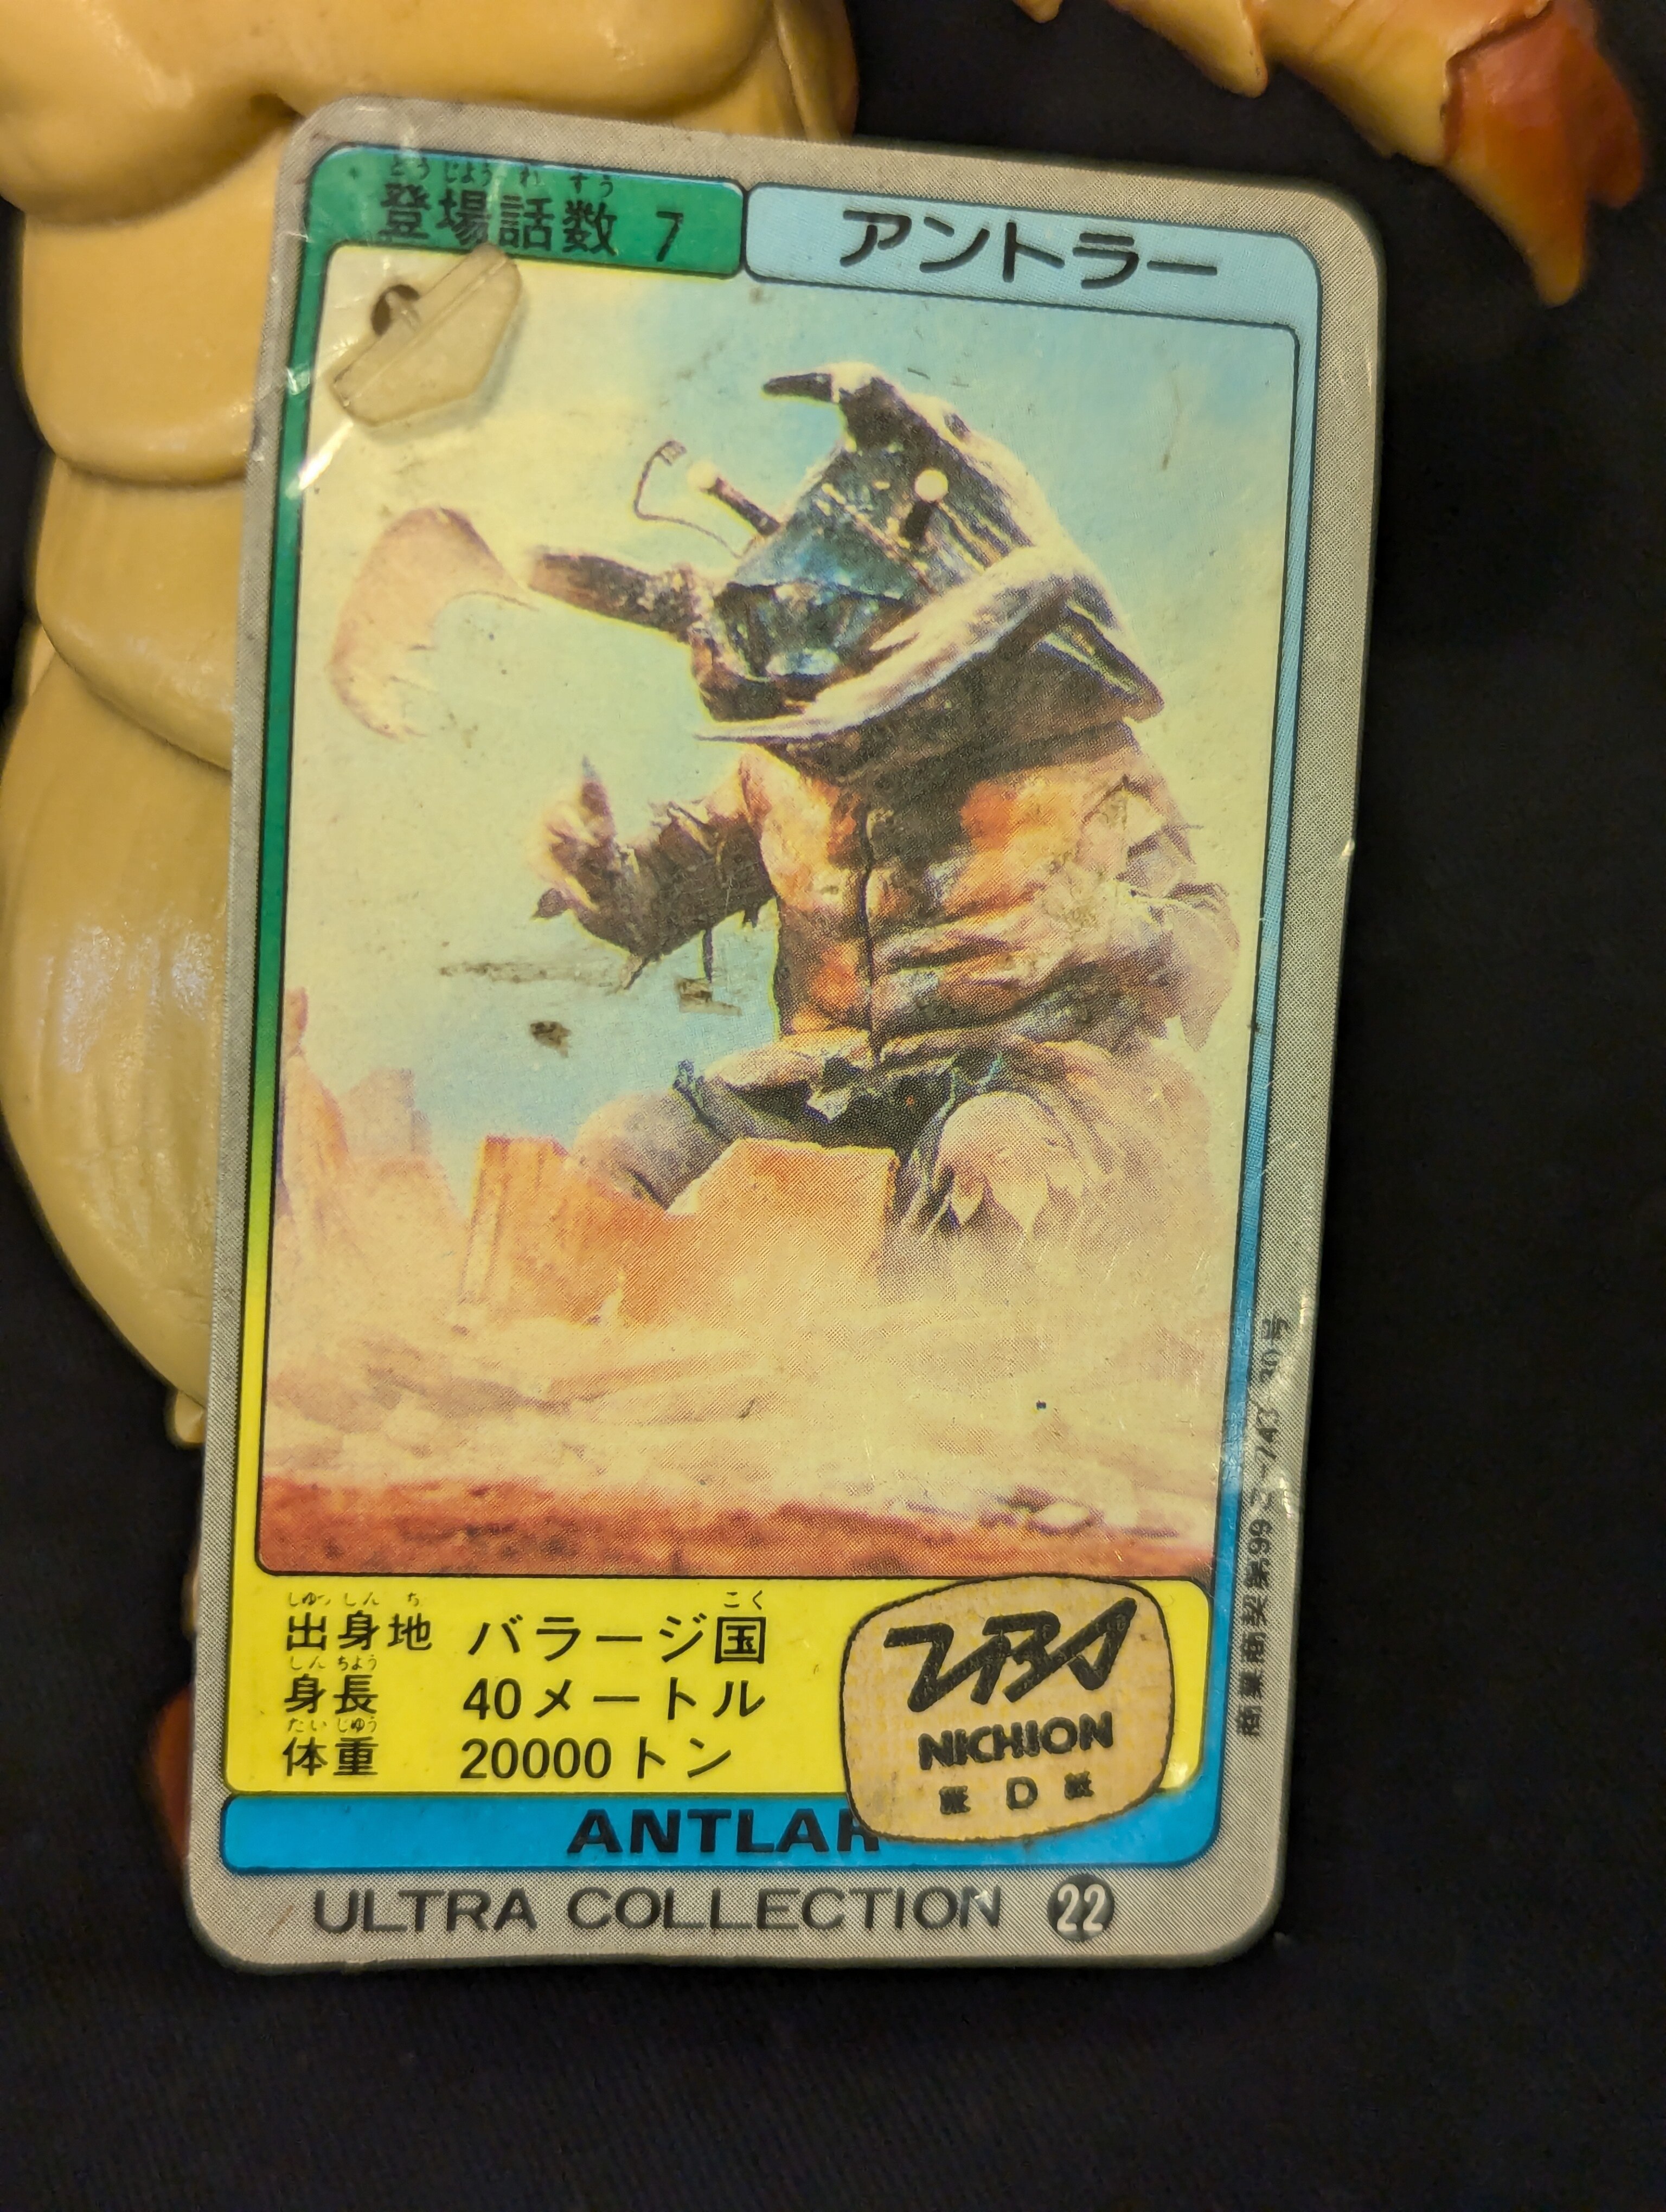 とうじょう わ すう
登場話数 7
アントラー
しゅっしんち こく
出身地 バラージ国
しんちょう
身長 40メートル
たいじゅう
体重 20000トン
NICHION
D
ANTLAR
ULTRA COLLECTION 22